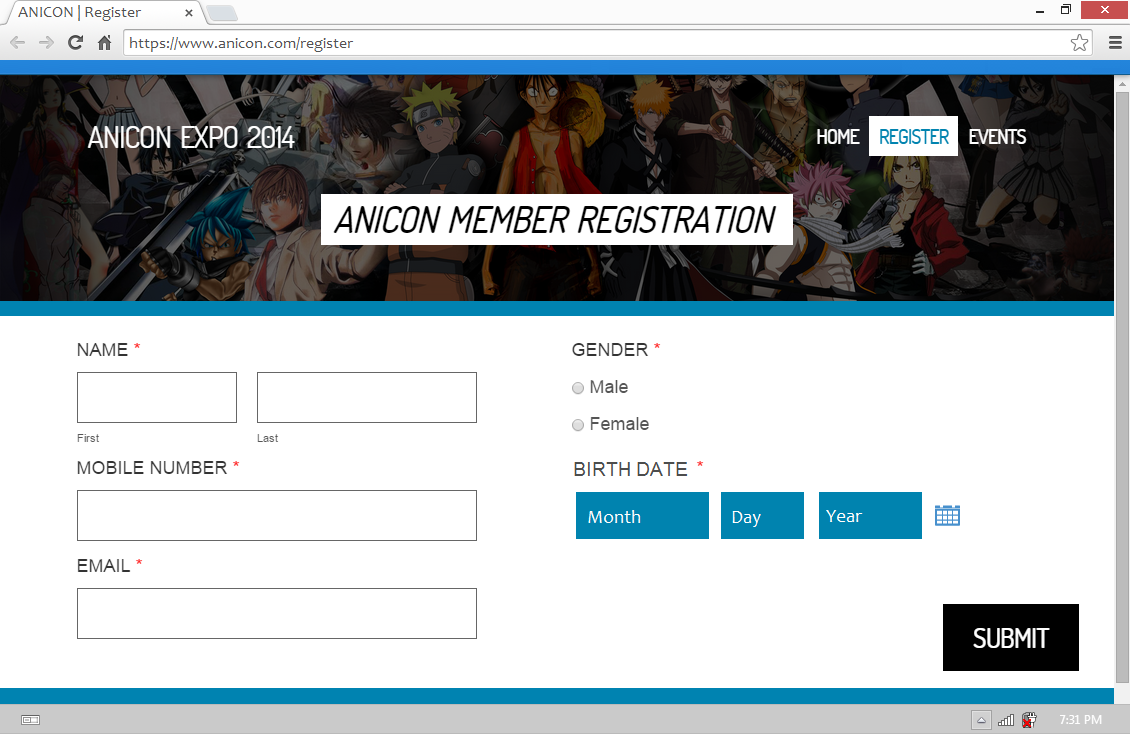 ANICON | Register
https://www.anicon.com/register
ANICON EXPO 2014
HOME REGISTER EVENTS
ANICON MEMBER REGISTRATION
NAME *
First Last
MOBILE NUMBER *
EMAIL *
GENDER *
Male
Female
BIRTH DATE *
Month Day Year
SUBMIT
7:31 PM